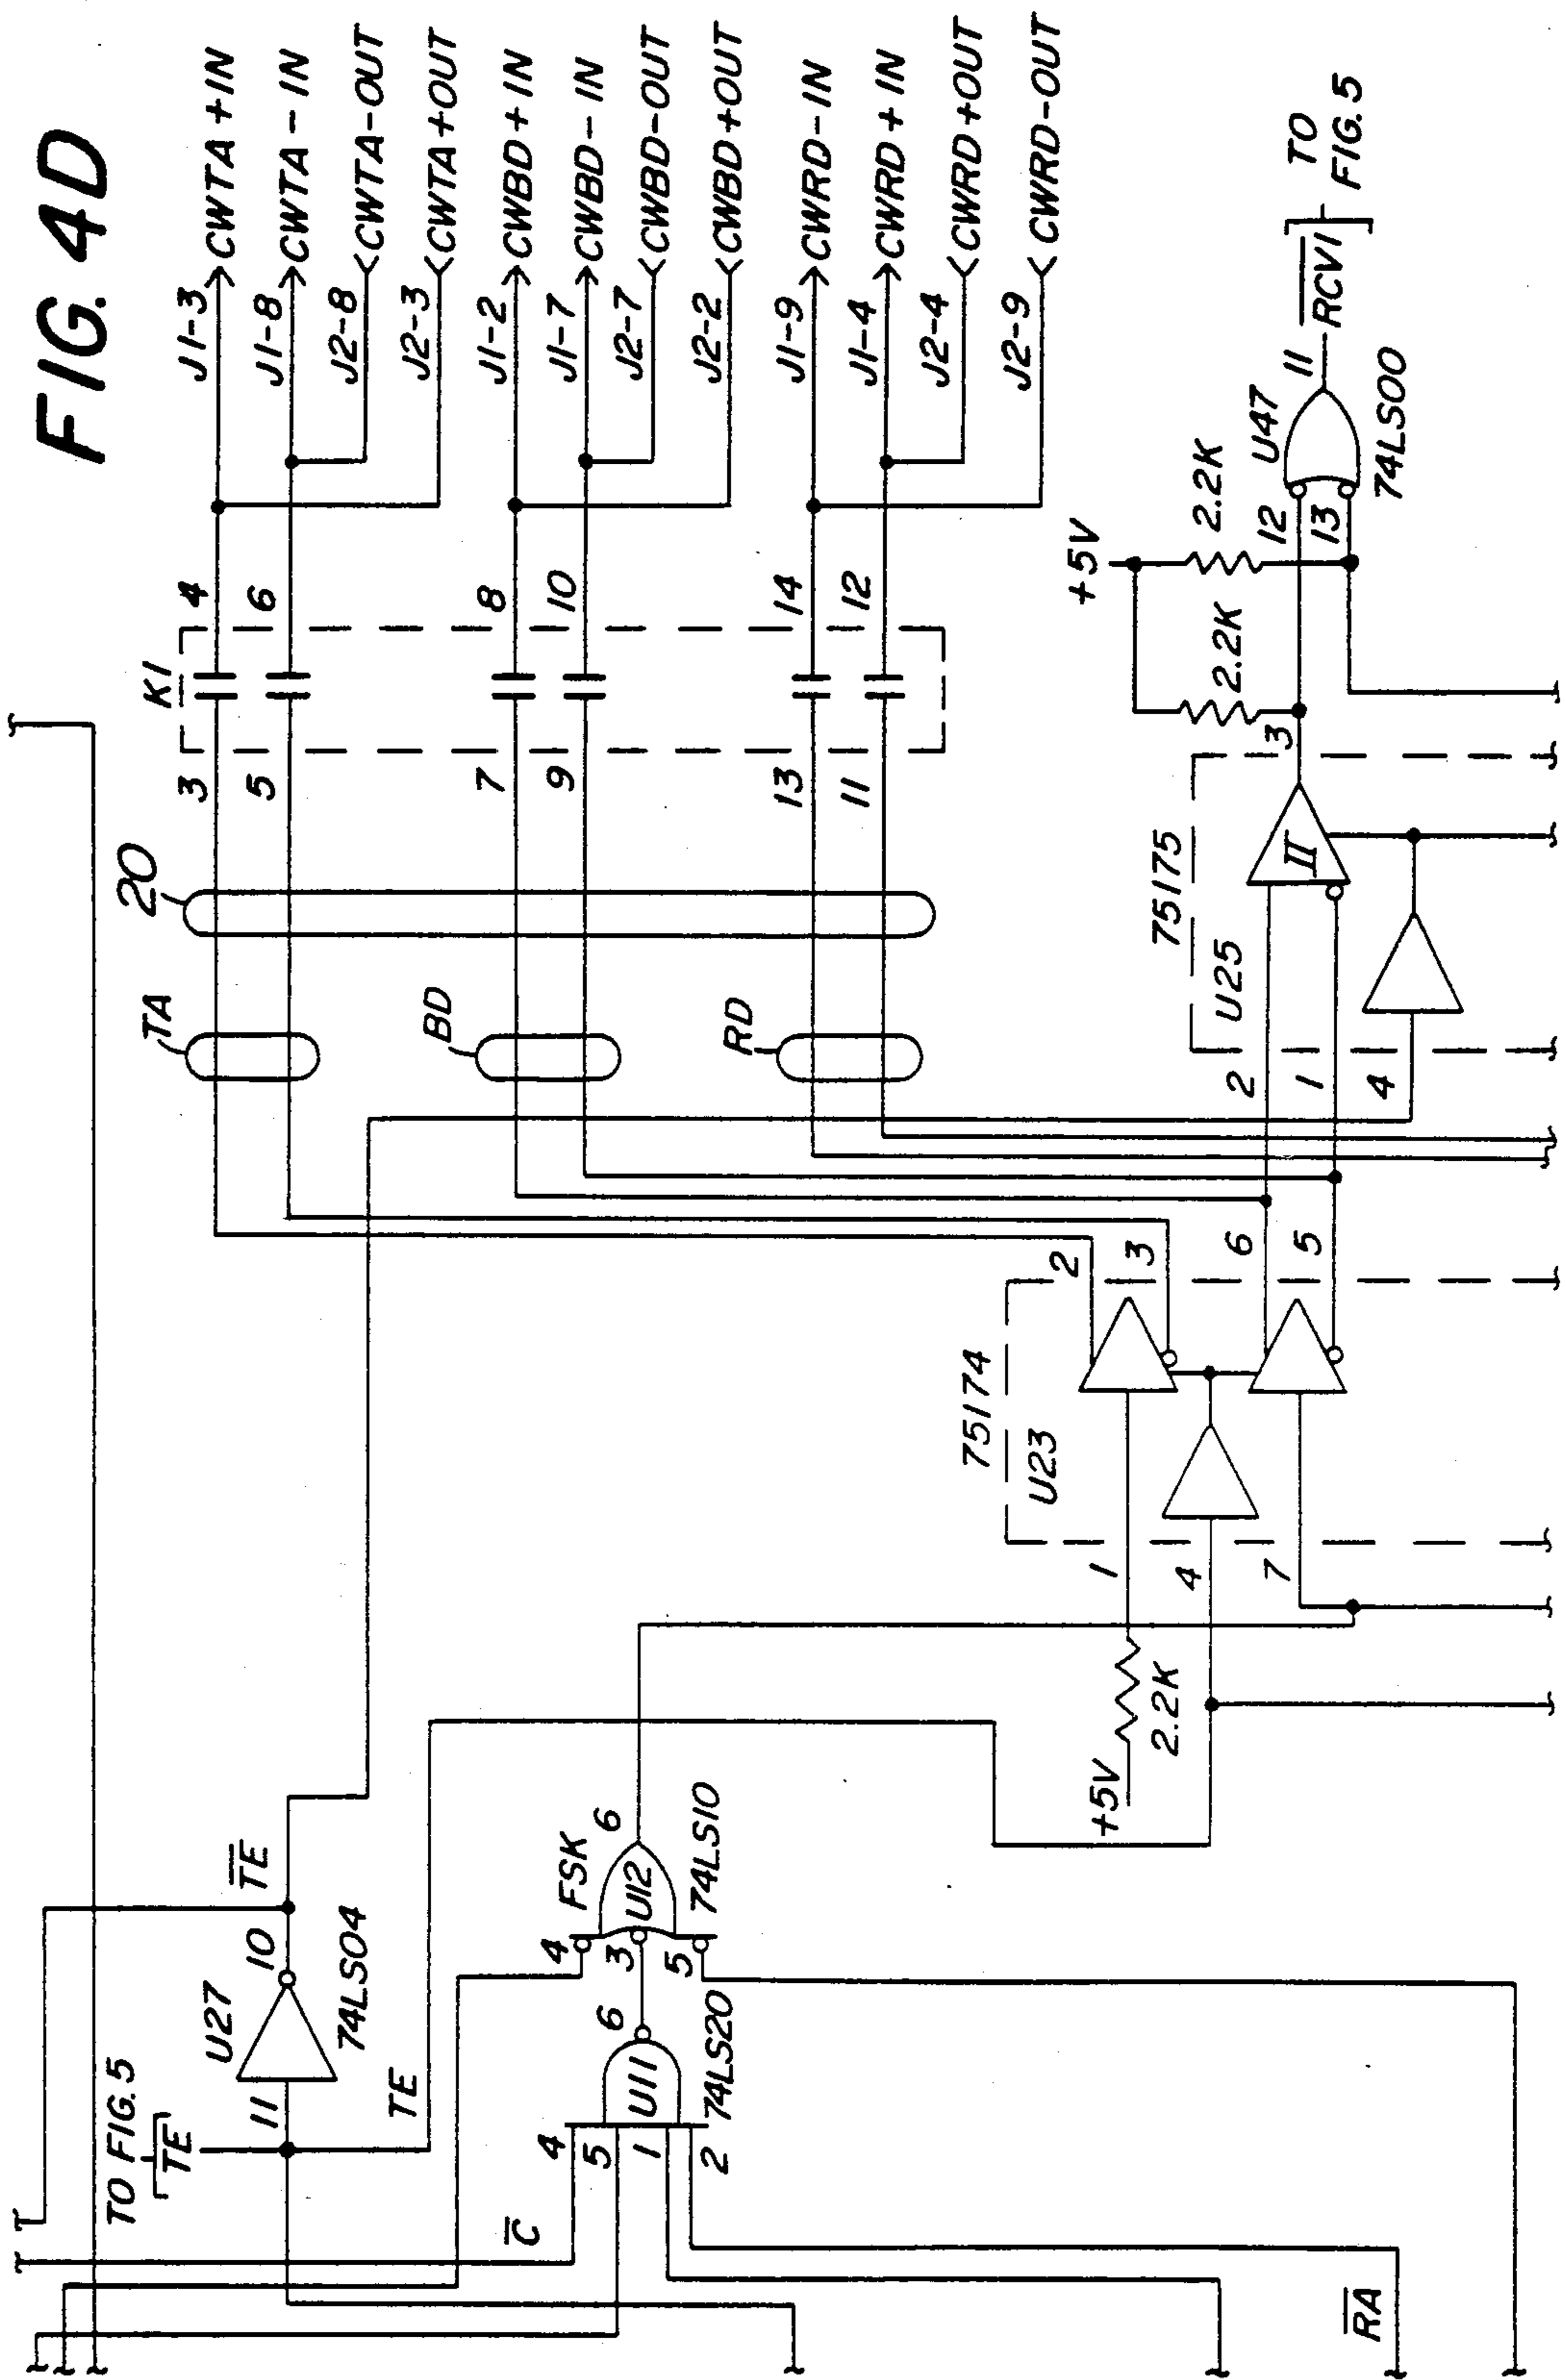 FIG. 4D
TO FIG. 5
TE
11
U27
10
74LS04
T̅E̅
TE
C̅
4
5
1
2
U11
6
74LS20
R̅A̅
4
3
5
FSK
U12
6
74LS10
+5V
2.2K
1
4
7
75174
U23
2
3
6
5
TA
BD
RD
20
K1
3
4
5
6
7
8
9
10
13
14
11
12
J1-3
CWTA+IN
J1-8
CWTA-IN
J2-8
CWTA-OUT
J2-3
CWTA+OUT
J1-2
CWBD+IN
J1-7
CWBD-IN
J2-7
CWBD-OUT
J2-2
CWBD+OUT
J1-9
CWRD-IN
J1-4
CWRD+IN
J2-4
CWRD+OUT
J2-9
CWRD-OUT
75175
U25
2
1
4
II
3
+5V
2.2K
2.2K
12
13
U47
11
74LS00
R̅C̅V̅I̅
TO
FIG. 5